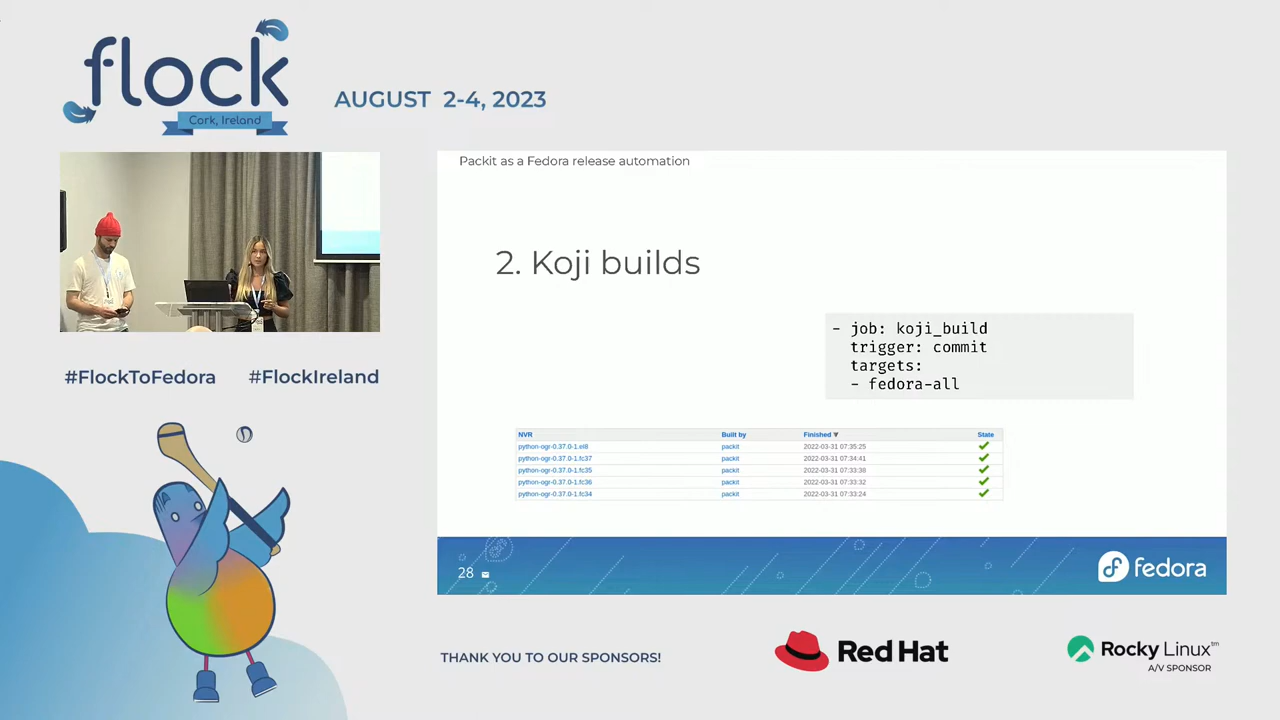 flock
Cork, Ireland
AUGUST 2-4, 2023
Packit as a Fedora release automation
2. Koji builds
- job: koji_build
trigger: commit
targets:
- fedora-all
NVR Built by Finished State
python-ogr-0.37.0-1.el8 packit 2022-03-31 07:35:25
python-ogr-0.37.0-1.fc37 packit 2022-03-31 07:34:41
python-ogr-0.37.0-1.fc35 packit 2022-03-31 07:33:38
python-ogr-0.37.0-1.fc36 packit 2022-03-31 07:33:32
python-ogr-0.37.0-1.fc34 packit 2022-03-31 07:33:24
28
fedora
#FlockToFedora #FlockIreland
THANK YOU TO OUR SPONSORS!
Red Hat
Rocky Linux™
A/V SPONSOR